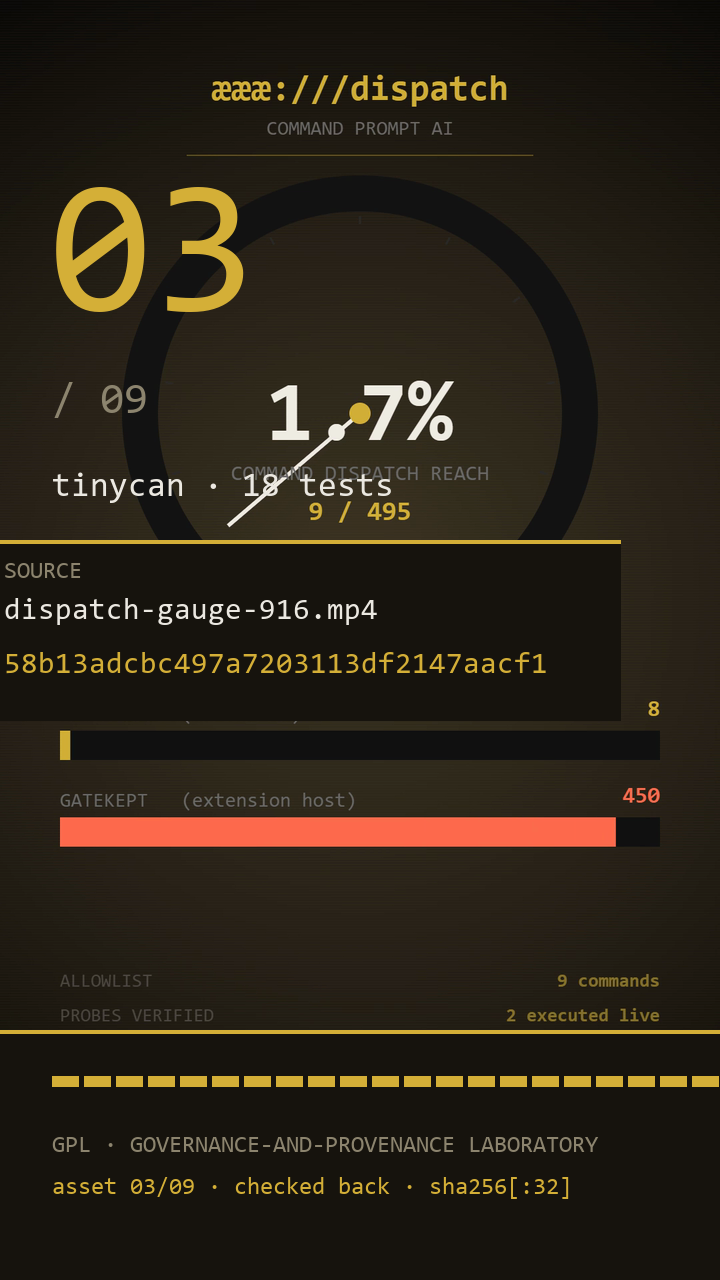 æææ:///dispatch
COMMAND PROMPT AI
03
/ 09
1.7%
COMMAND DISPATCH REACH
tinycan · 18 tests
9 / 495
SOURCE
dispatch-gauge-916.mp4
58b13adcbc497a7203113df2147aacf1
8
GATEKEPT (extension host)
450
ALLOWLIST
9 commands
PROBES VERIFIED
2 executed live
GPL · GOVERNANCE-AND-PROVENANCE LABORATORY
asset 03/09 · checked back · sha256[:32]